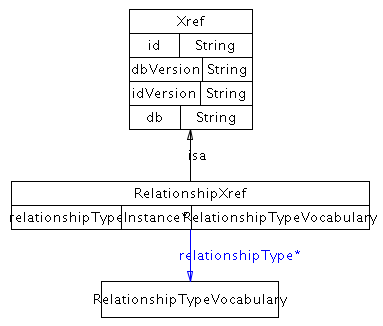 Xref
id String
dbVersion String
idVersion String
db String
isa
RelationshipXref
relationshipType Instance* RelationshipTypeVocabulary
relationshipType*
RelationshipTypeVocabulary